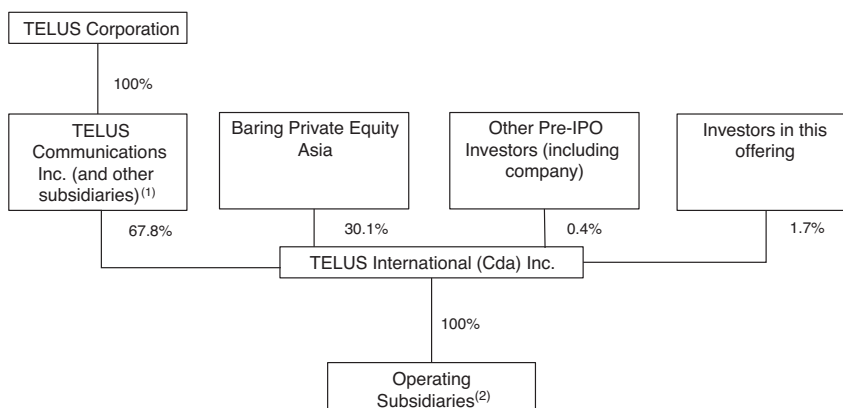 TELUS Corporation
100%
TELUS
Communications
Inc. (and other
subsidiaries)(1)
Baring Private Equity
Asia
Other Pre-IPO
Investors (including
company)
Investors in this
offering
67.8%
30.1%
0.4%
1.7%
TELUS International (Cda) Inc.
100%
Operating
Subsidiaries(2)